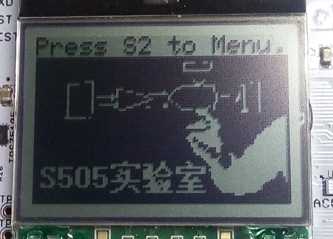 Press S2 to Menu.
S505实验室